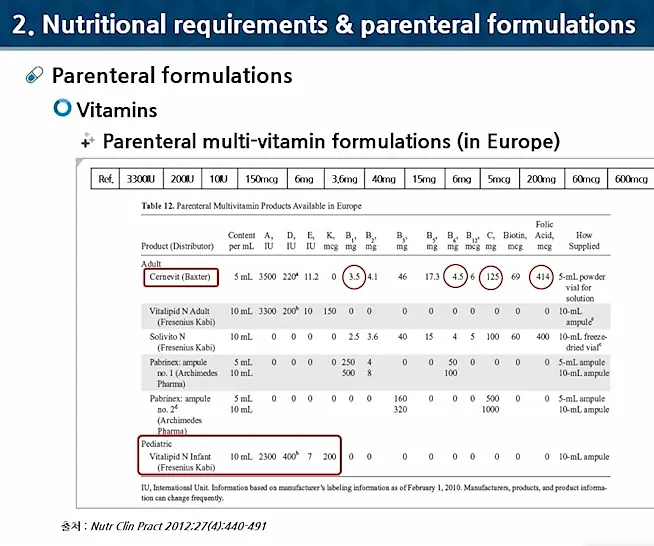 2. Nutritional requirements & parenteral formulations
Parenteral formulations
Vitamins
Parenteral multi-vitamin formulations (in Europe)
Ref. 3300IU 200IU 10IU 150mcg 6mg 3.6mg 40mg 15mg 6mg 5mcg 200mg 60mcg 600mcg
Table 12. Parenteral Multivitamin Products Available in Europe
Folic
Content A, D, E, K, B1, B2, B3, B5, B6, B12, C, Biotin, Acid, How
Product (Distributor) per mL IU IU IU mcg mg mg mg mg mg mcg mg mcg mcg Supplied
Adult
Cernevit (Baxter) 5 mL 3500 220a 11.2 0 3.5 4.1 46 17.3 4.5 6 125 69 414 5-mL powder
vial for
solution
Vitalipid N Adult 10 mL 3300 200b 10 150 0 0 0 0 0 0 0 0 0 10-mL
(Fresenius Kabi) ampulee
Solivito N 10 mL 0 0 0 0 2.5 3.6 40 15 4 5 100 60 400 10-mL freeze-
(Fresenius Kabi) dried vialc
Pabrinex: ampule 5 mL 0 0 0 0 250 4 0 0 50 0 0 0 0 5-mL ampule
no. 1 (Archimedes 10 mL 500 8 100 10-mL ampule
Pharma)
Pabrinex: ampule 5 mL 0 0 0 0 0 0 160 0 0 0 500 0 0 5-mL ampule
no. 2d 10 mL 320 1000 10-mL ampule
(Archimedes
Pharma)
Pediatric
Vitalipid N Infant 10 mL 2300 400b 7 200 0 0 0 0 0 0 0 0 0 10-mL ampule
(Fresenius Kabi)
IU, International Unit. Information based on manufacturer's labeling information as of February 1, 2010. Manufacturers, products, and product informa-
tion can change frequently.
출처 : Nutr Clin Pract 2012:27(4):440-491